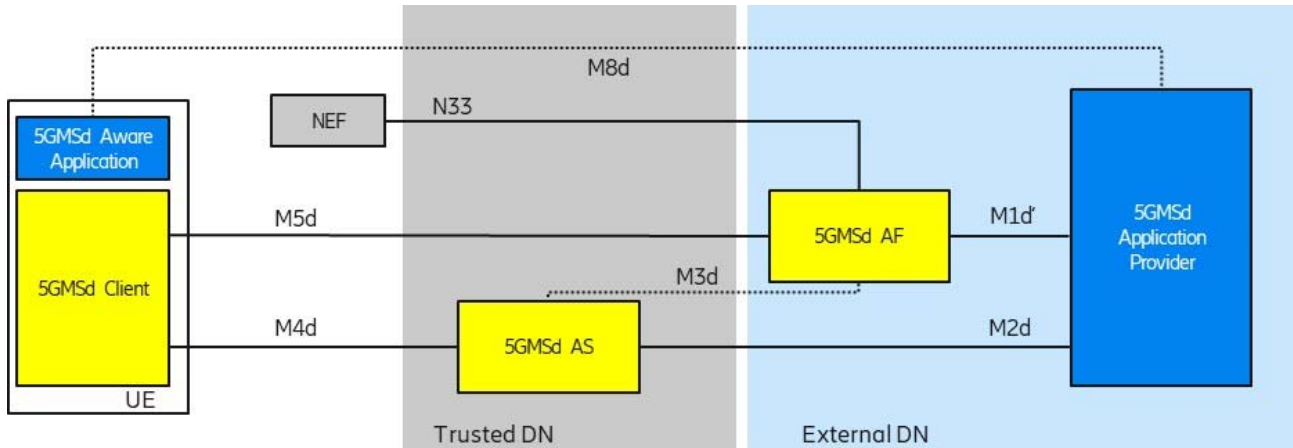 M8d
N33
NEF
5GMSd Aware
Application
M5d
5GMSd AF
M1d'
5GMSd
Application
Provider
5GMSd Client
M3d
M4d
5GMSd AS
M2d
UE
Trusted DN
External DN